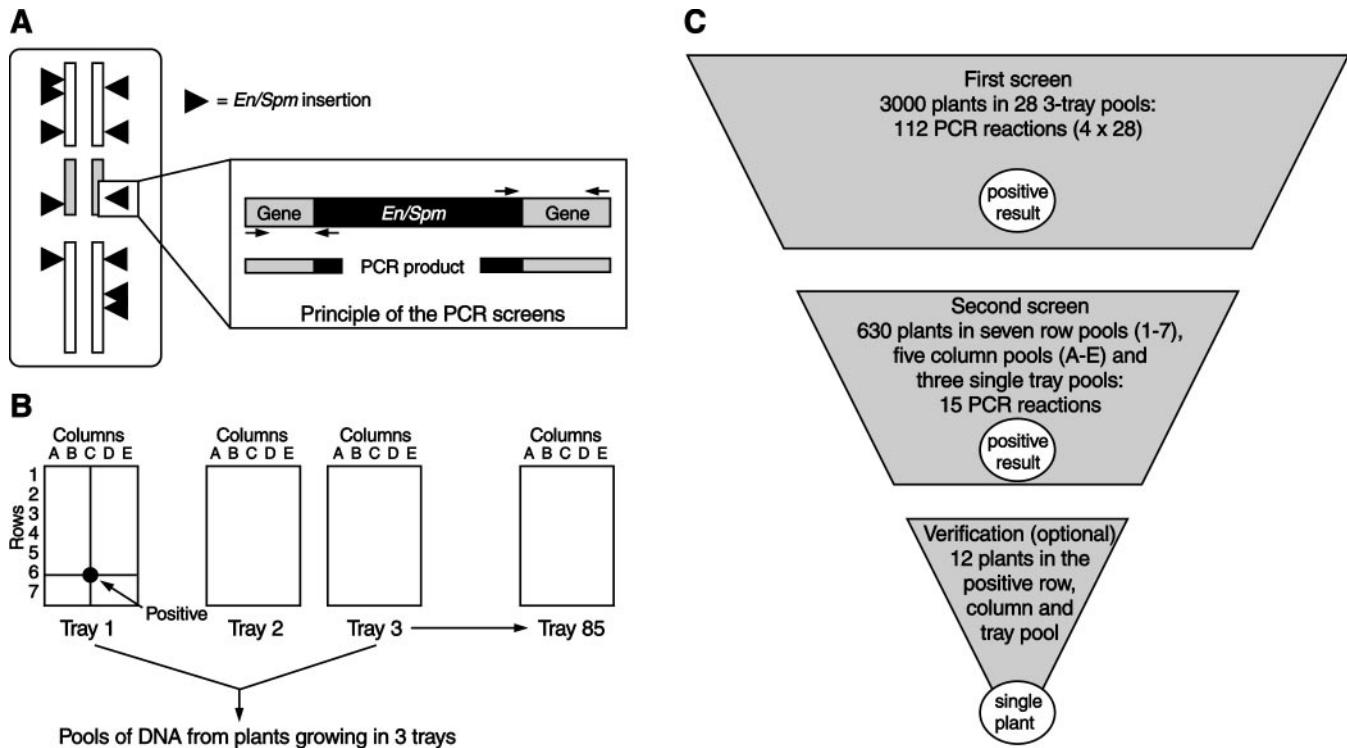 A
= En/Spm insertion
Gene
En/Spm
Gene
PCR product
Principle of the PCR screens
B
Columns
A B C D E
Columns
A B C D E
Columns
A B C D E
Columns
A B C D E
Rows
1
2
3
4
5
6
7
Positive
Tray 1
Tray 2
Tray 3
Tray 85
Pools of DNA from plants growing in 3 trays
C
First screen
3000 plants in 28 3-tray pools:
112 PCR reactions (4 x 28)
positive
result
Second screen
630 plants in seven row pools (1-7),
five column pools (A-E) and
three single tray pools:
15 PCR reactions
positive
result
Verification (optional)
12 plants in the
positive row,
column and
tray pool
single
plant